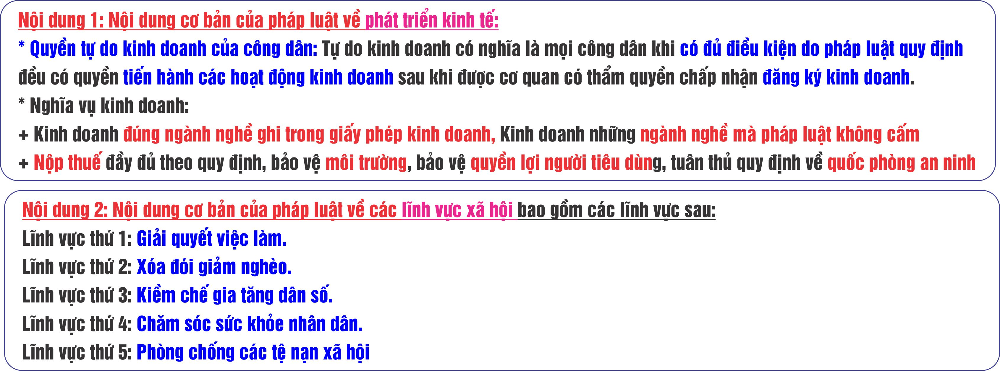 Nội dung 1: Nội dung cơ bản của pháp luật về phát triển kinh tế:
* Quyền tự do kinh doanh của công dân: Tự do kinh doanh có nghĩa là mọi công dân khi có đủ điều kiện do pháp luật quy định
đều có quyền tiến hành các hoạt động kinh doanh sau khi được cơ quan có thẩm quyền chấp nhận đăng ký kinh doanh.
* Nghĩa vụ kinh doanh:
+ Kinh doanh đúng ngành nghề ghi trong giấy phép kinh doanh, Kinh doanh những ngành nghề mà pháp luật không cấm
+ Nộp thuế đầy đủ theo quy định, bảo vệ môi trường, bảo vệ quyền lợi người tiêu dùng, tuân thủ quy định về quốc phòng an ninh
Nội dung 2: Nội dung cơ bản của pháp luật về các lĩnh vực xã hội bao gồm các lĩnh vực sau:
Lĩnh vực thứ 1: Giải quyết việc làm.
Lĩnh vực thứ 2: Xóa đói giảm nghèo.
Lĩnh vực thứ 3: Kiềm chế gia tăng dân số.
Lĩnh vực thứ 4: Chăm sóc sức khỏe nhân dân.
Lĩnh vực thứ 5: Phòng chống các tệ nạn xã hội